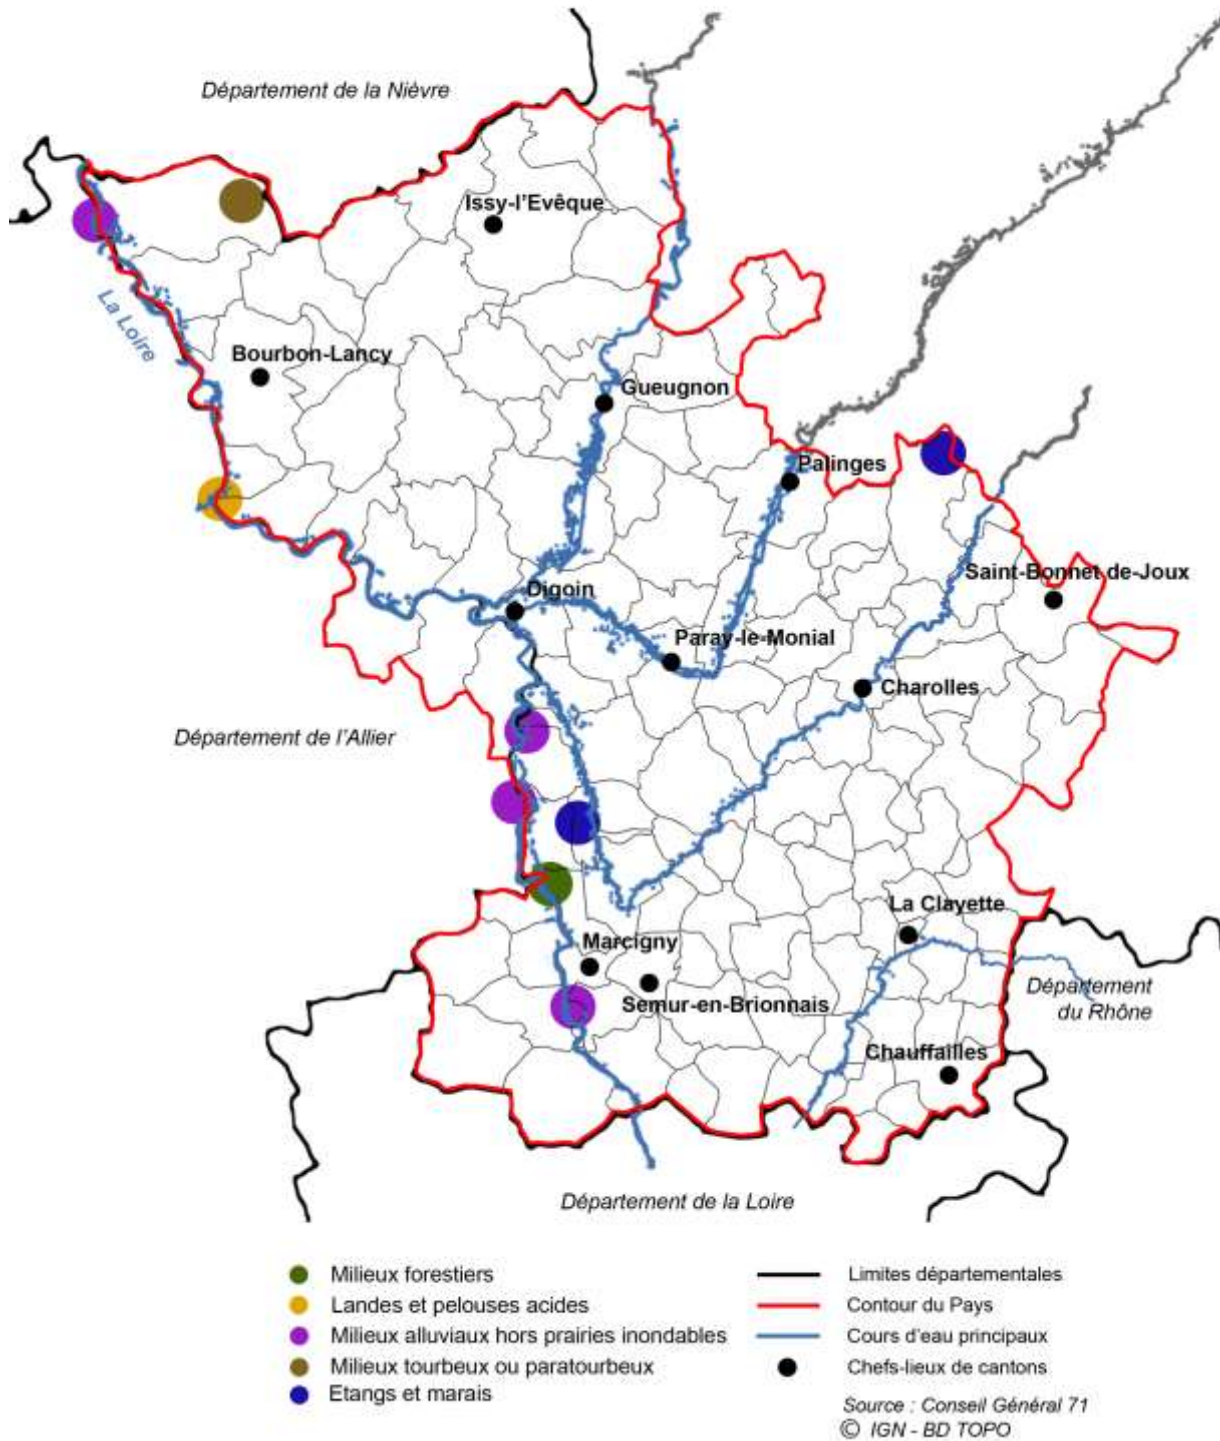 Département de la Nièvre
Issy-l'Evêque
La Loire
Bourbon-Lancy
Gueugnon
Palinges
Saint-Bonnet-de-Joux
Digoin
Paray-le-Monial
Charolles
Département de l'Allier
La Clayette
Marcigny
Semur-en-Brionnais
Département
du Rhône
Chauffailles
Département de la Loire
Milieux forestiers
Landes et pelouses acides
Milieux alluviaux hors prairies inondables
Milieux tourbeux ou paratourbeux
Etangs et marais
Limites départementales
Contour du Pays
Cours d'eau principaux
Chefs-lieux de cantons
Source : Conseil Général 71
© IGN - BD TOPO